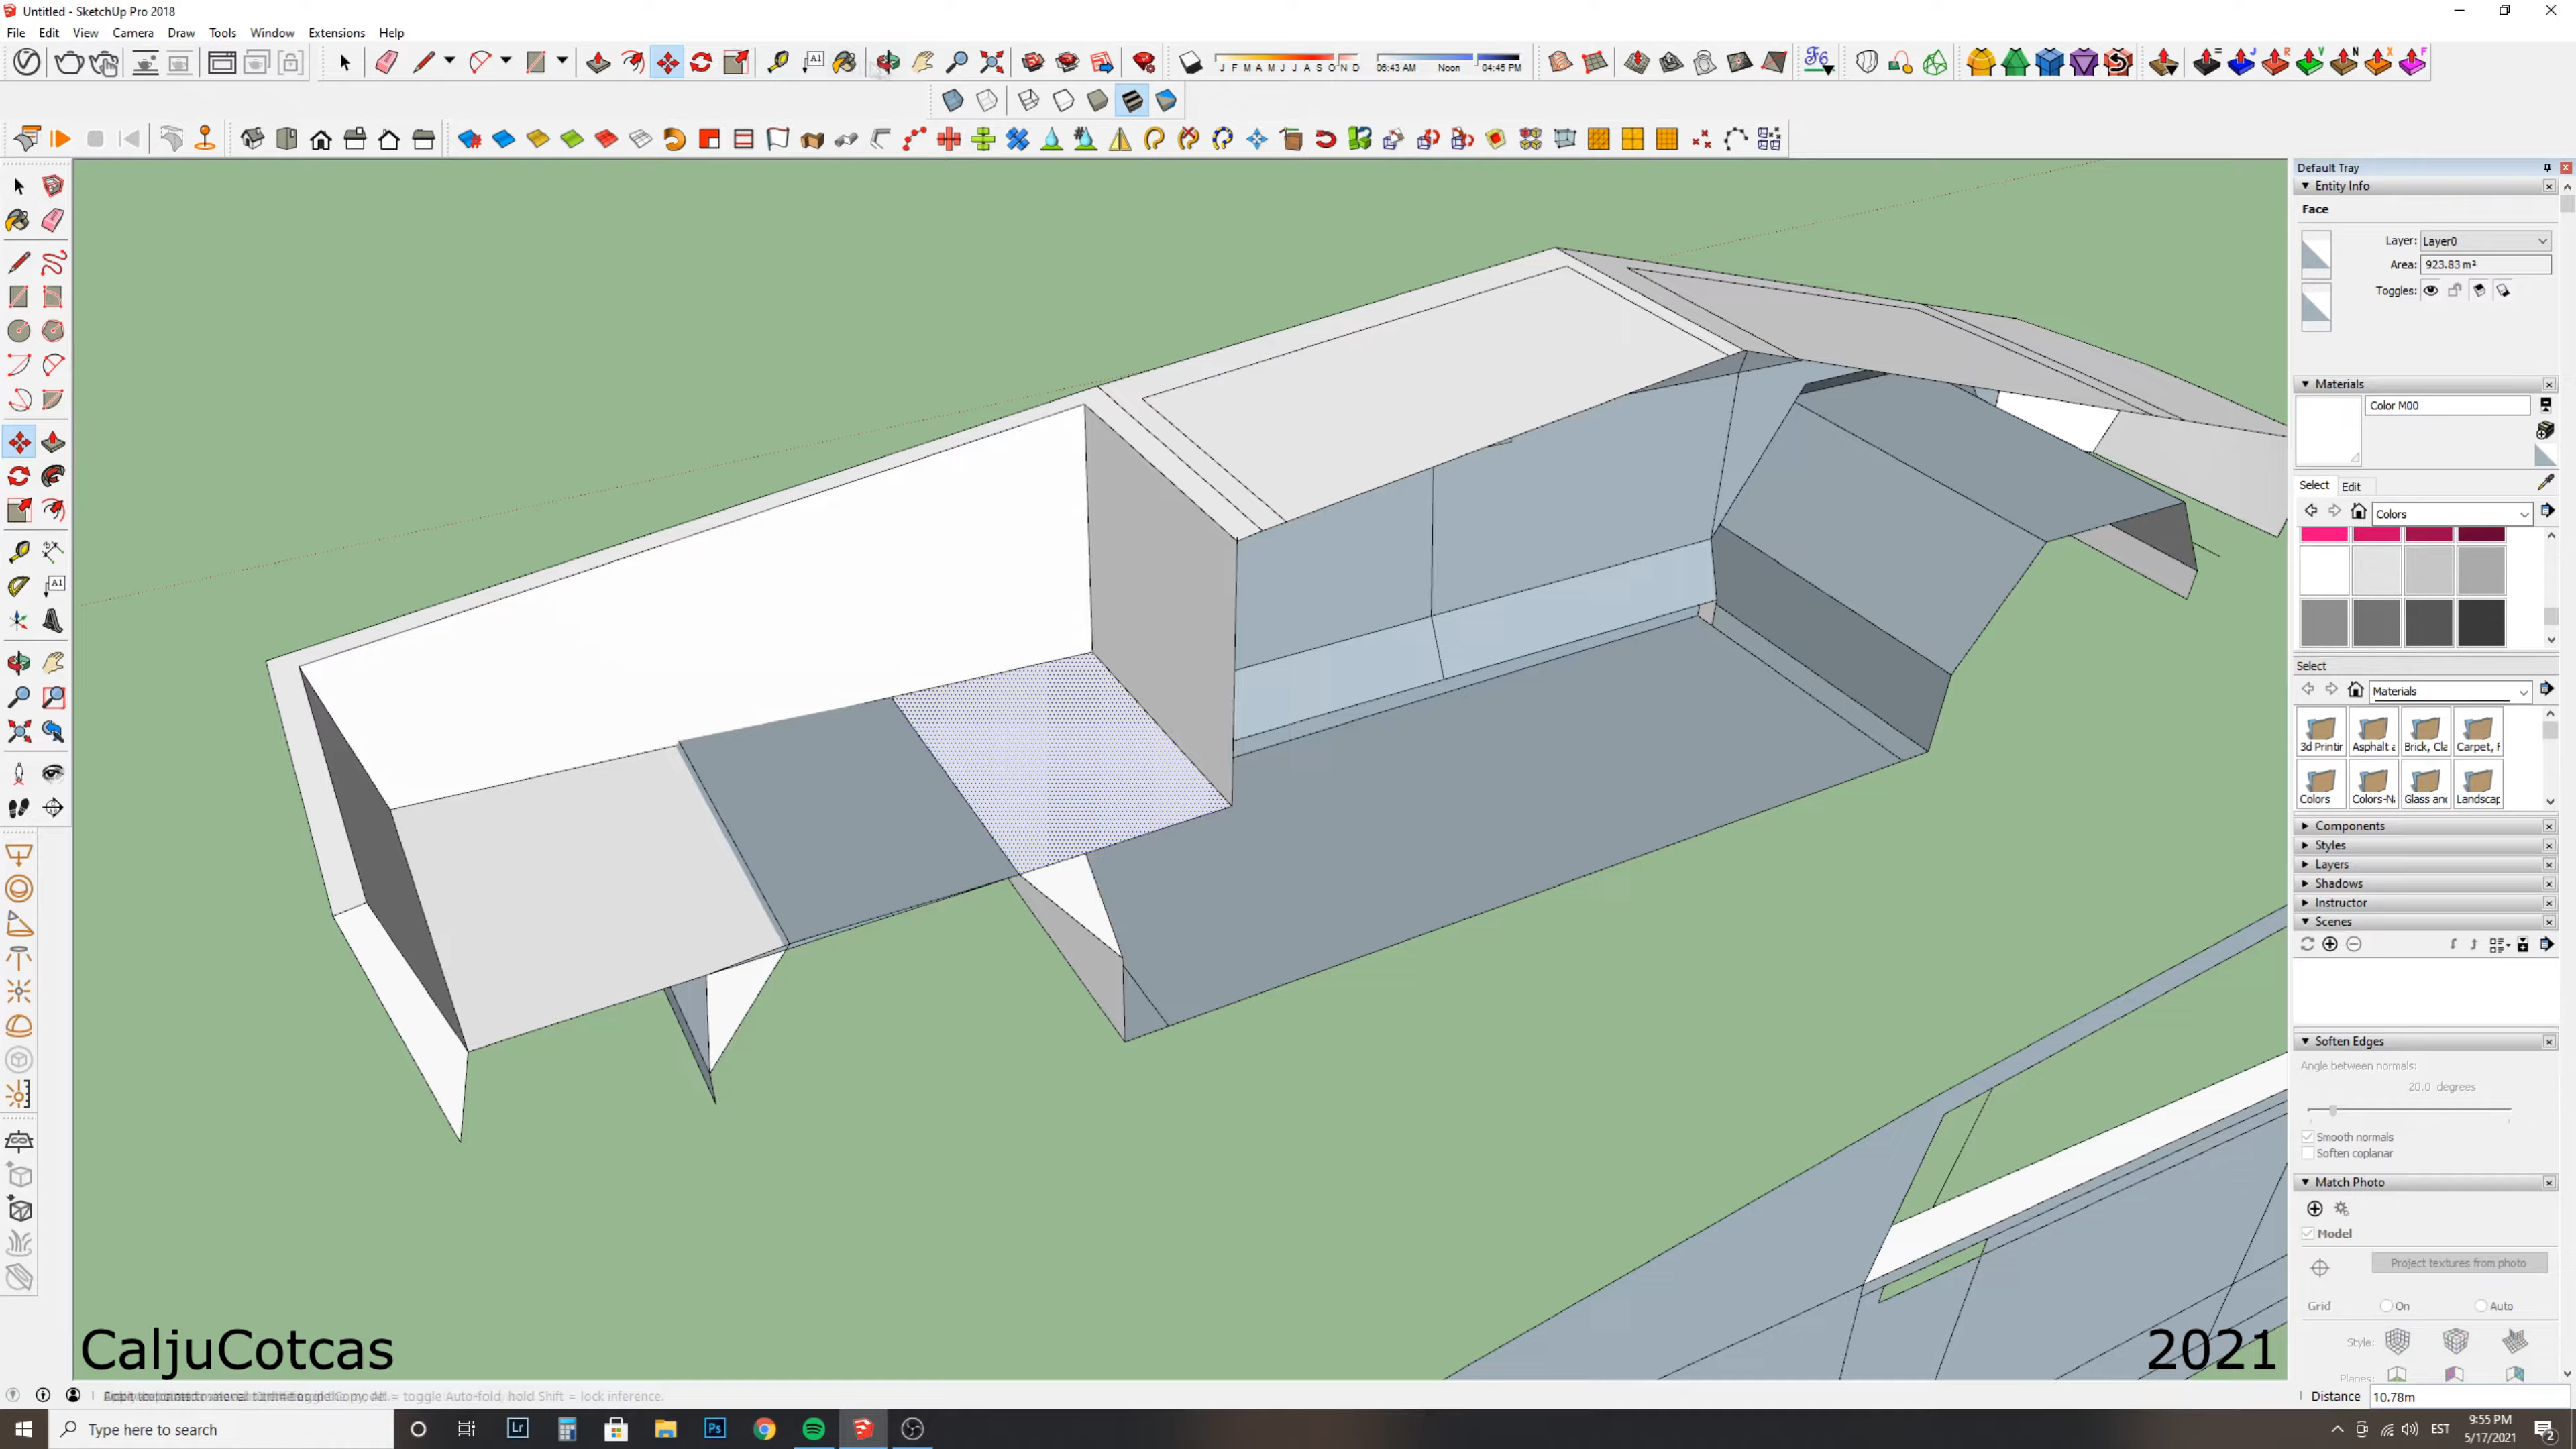 Untitled - SketchUp Pro 2018
File Edit View Camera Draw Tools Window Extensions Help
J F M A M J J A S O N D 06:43 AM Noon 04:45 PM
Default Tray
Entity Info
Face
Layer: Layer0
Area: 923.83 m²
Toggles:
Materials
Color M00
Select Edit
Colors
Select
Materials
3d Printir Asphalt a Brick, Cla Carpet, F
Colors Colors-N Glass and Landscap
Components
Styles
Layers
Shadows
Instructor
Scenes
Soften Edges
Angle between normals:
20.0 degrees
Smooth normals
Soften coplanar
Match Photo
Model
Project textures from photo
Grid On Auto
Style:
Planes:
CaljuCotcas
2021
= toggle Auto-fold, hold Shift = lock inference.
Distance 10.78m
Type here to search
Lr
Ps
EST
9:55 PM
5/17/2021
2